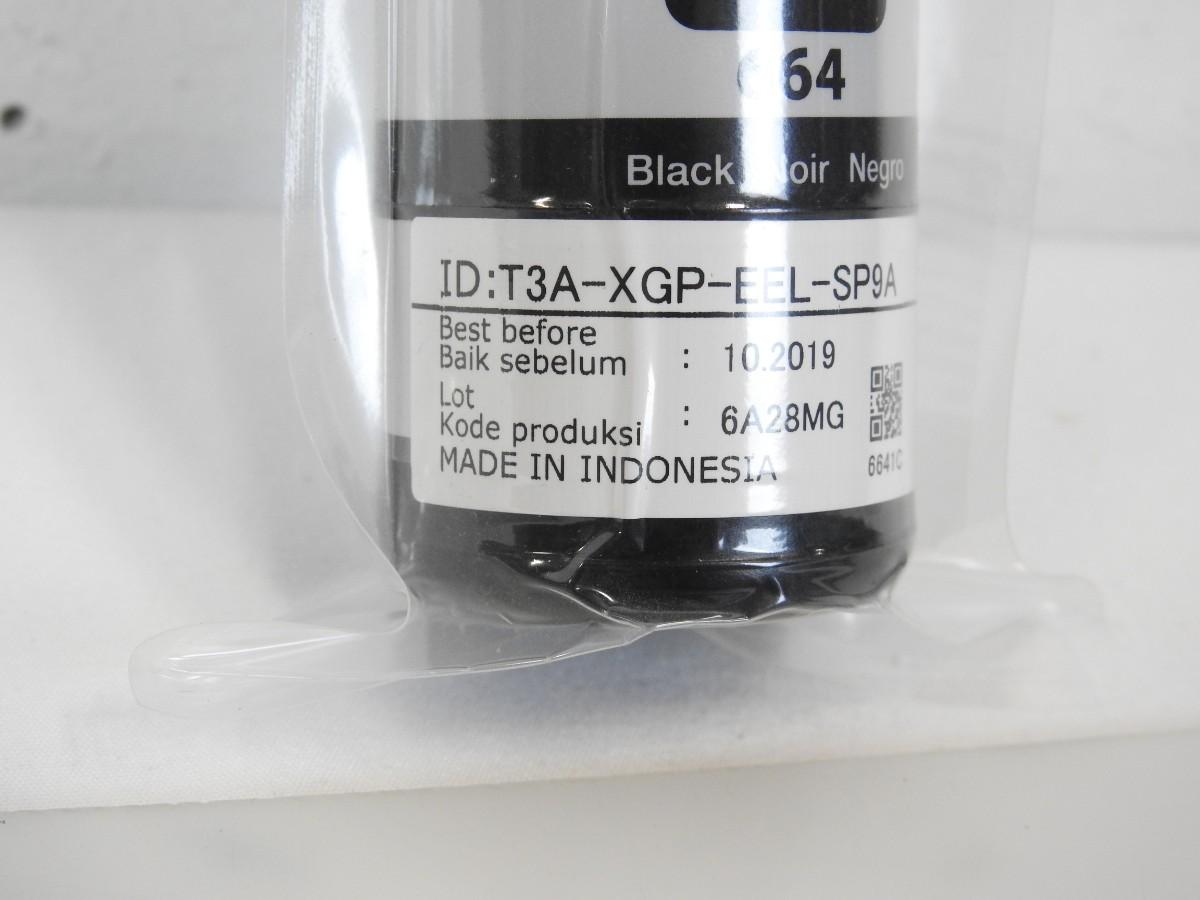 664
Black Noir Negro
ID:T3A-XGP-EEL-SP9A
Best before
Baik sebelum : 10.2019
Lot
Kode produksi : 6A28MG
MADE IN INDONESIA
6641C